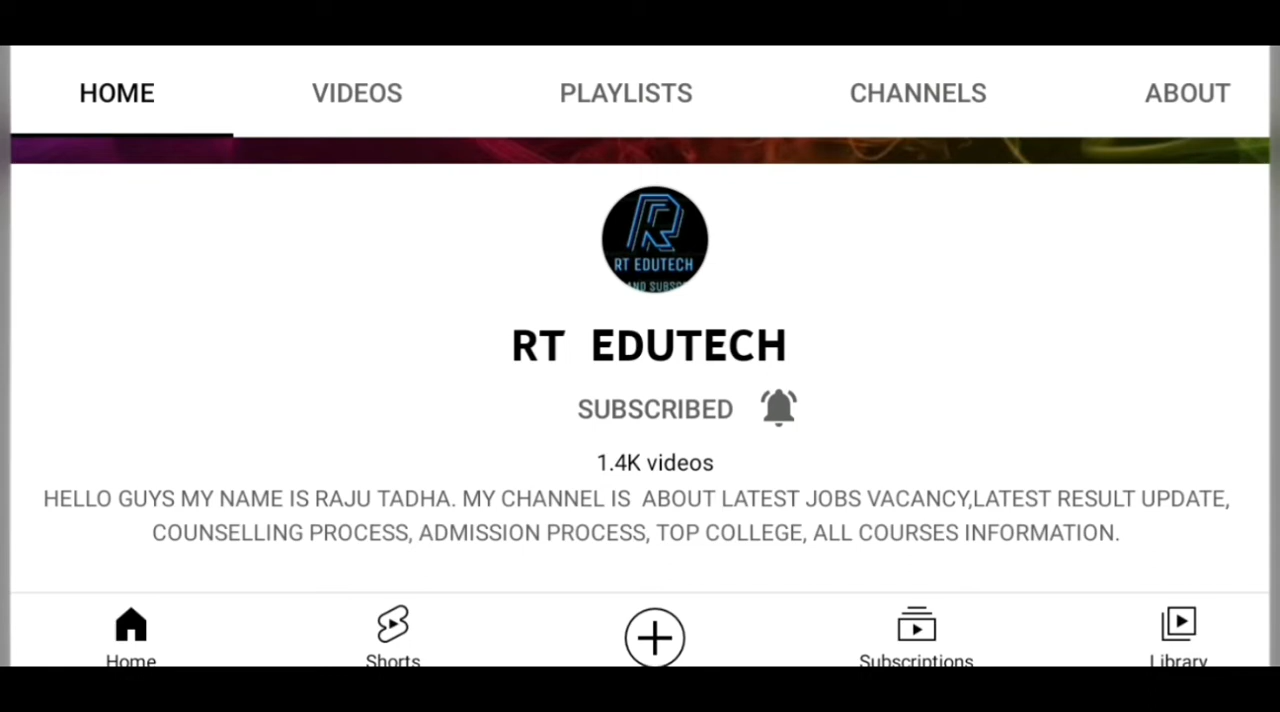 HOME VIDEOS PLAYLISTS CHANNELS ABOUT
RT EDUTECH
AND SUBSC
RT EDUTECH
SUBSCRIBED
1.4K videos
HELLO GUYS MY NAME IS RAJU TADHA. MY CHANNEL IS ABOUT LATEST JOBS VACANCY,LATEST RESULT UPDATE,
COUNSELLING PROCESS, ADMISSION PROCESS, TOP COLLEGE, ALL COURSES INFORMATION.
Home Shorts Subscriptions Library